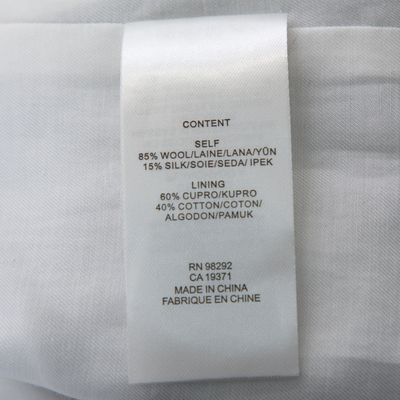 CONTENT
SELF
85% WOOL/LAINE/LANA/YÜN
15% SILK/SOIE/SEDA/ IPEK
LINING
60% CUPRO/KUPRO
40% COTTON/COTON/
ALGODON/PAMUK
RN 98292
CA 19371
MADE IN CHINA
FABRIQUE EN CHINE